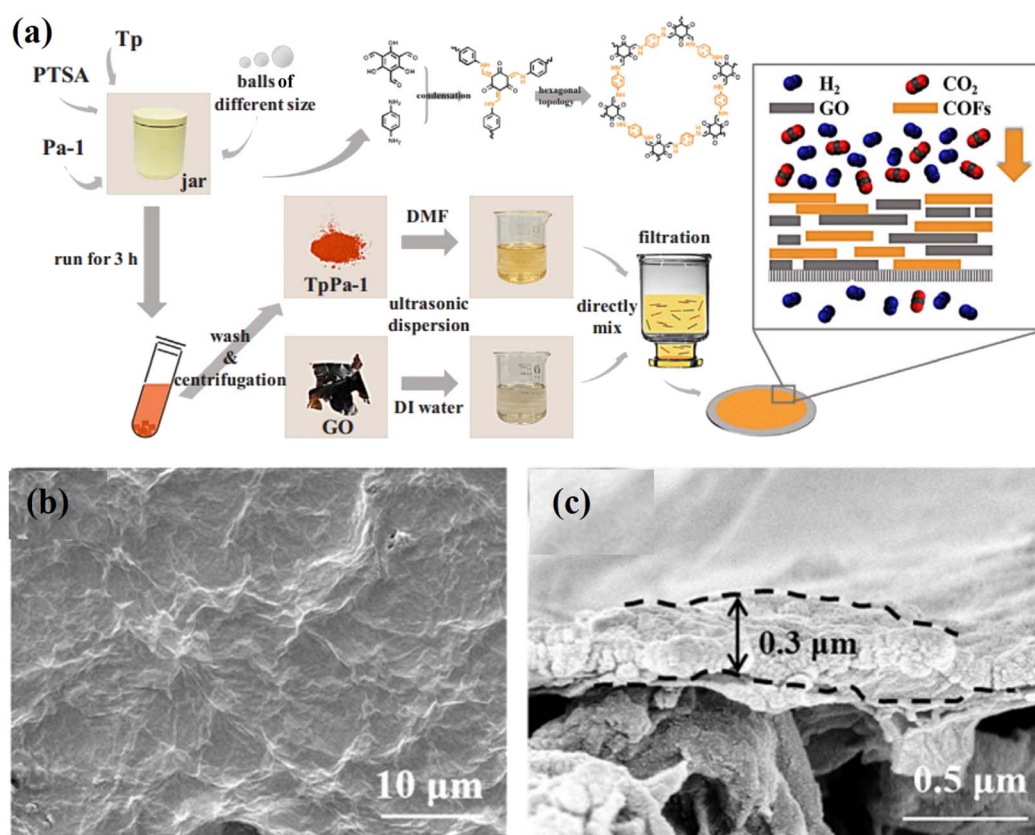 (a)
Tp
PTSA
Pa-1
balls of
different size
jar
condensation
hexagonal
topology
H₂
CO₂
GO
COFs
run for 3 h
wash
&
centrifugation
TpPa-1
DMF
ultrasonic
dispersion
GO
DI water
filtration
directly
mix
(b)
10 μm
(c)
0.3 μm
0.5 μm